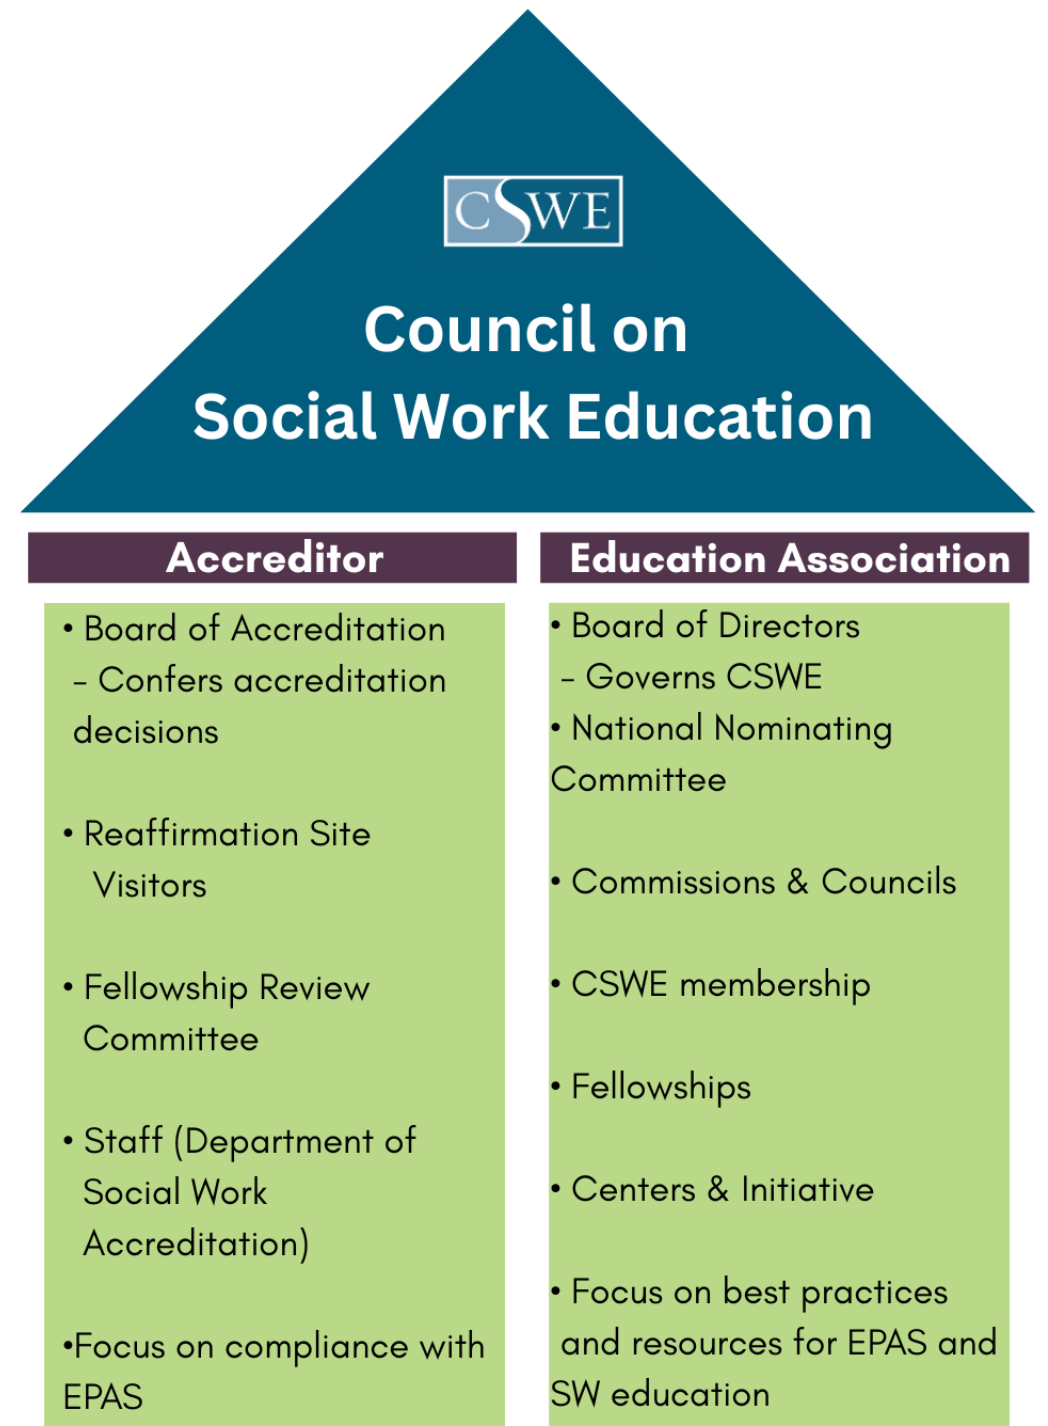 CSWE
Council on
Social Work Education
Accreditor
• Board of Accreditation
- Confers accreditation
decisions
• Reaffirmation Site
Visitors
• Fellowship Review
Committee
• Staff (Department of
Social Work
Accreditation)
•Focus on compliance with
EPAS
Education Association
• Board of Directors
- Governs CSWE
• National Nominating
Committee
• Commissions & Councils
• CSWE membership
• Fellowships
• Centers & Initiative
• Focus on best practices
and resources for EPAS and
SW education